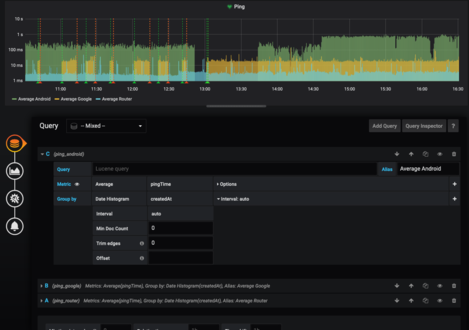 Ping
10 s
1 s
100 ms
10 ms
1 ms
11:00 11:30 12:00 12:30 13:00 13:30 14:00 14:30 15:00 15:30 16:00 16:30
Average Android Average Google Average Router
Query -- Mixed -- Add Query Query Inspector ?
C (ping_android)
Query Lucene query Alias Average Android
Metric Average pingTime Options
Group by Date Histogram createdAt Interval: auto
Interval auto
Min Doc Count 0
Trim edges 0
Offset
B (ping_google) Metrics: Average(pingTime), Group by: Date Histogram(createdAt), Alias: Average Google
A (ping_router) Metrics: Average(pingTime), Group by: Date Histogram(createdAt), Alias: Average Router